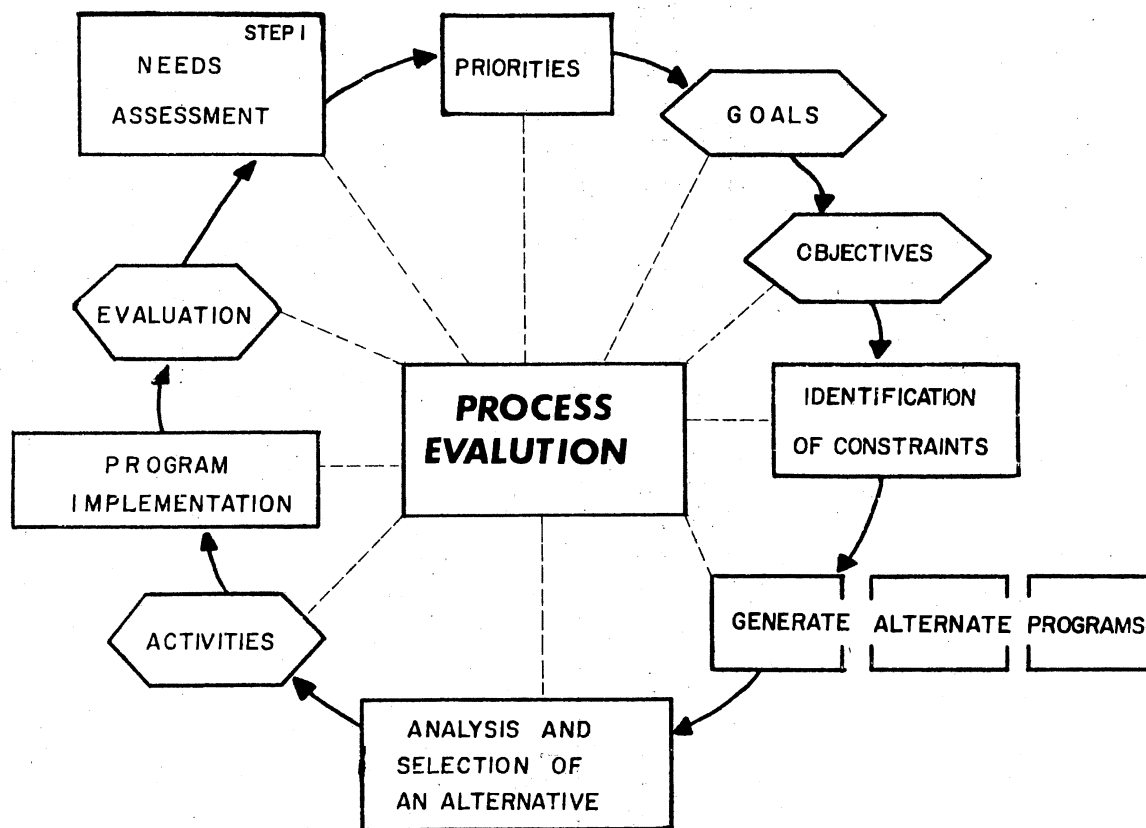 STEP 1
NEEDS
ASSESSMENT
PRIORITIES
GOALS
OBJECTIVES
IDENTIFICATION
OF CONSTRAINTS
GENERATE ALTERNATE PROGRAMS
ANALYSIS AND
SELECTION OF
AN ALTERNATIVE
ACTIVITIES
PROGRAM
IMPLEMENTATION
EVALUATION
PROCESS
EVALUTION